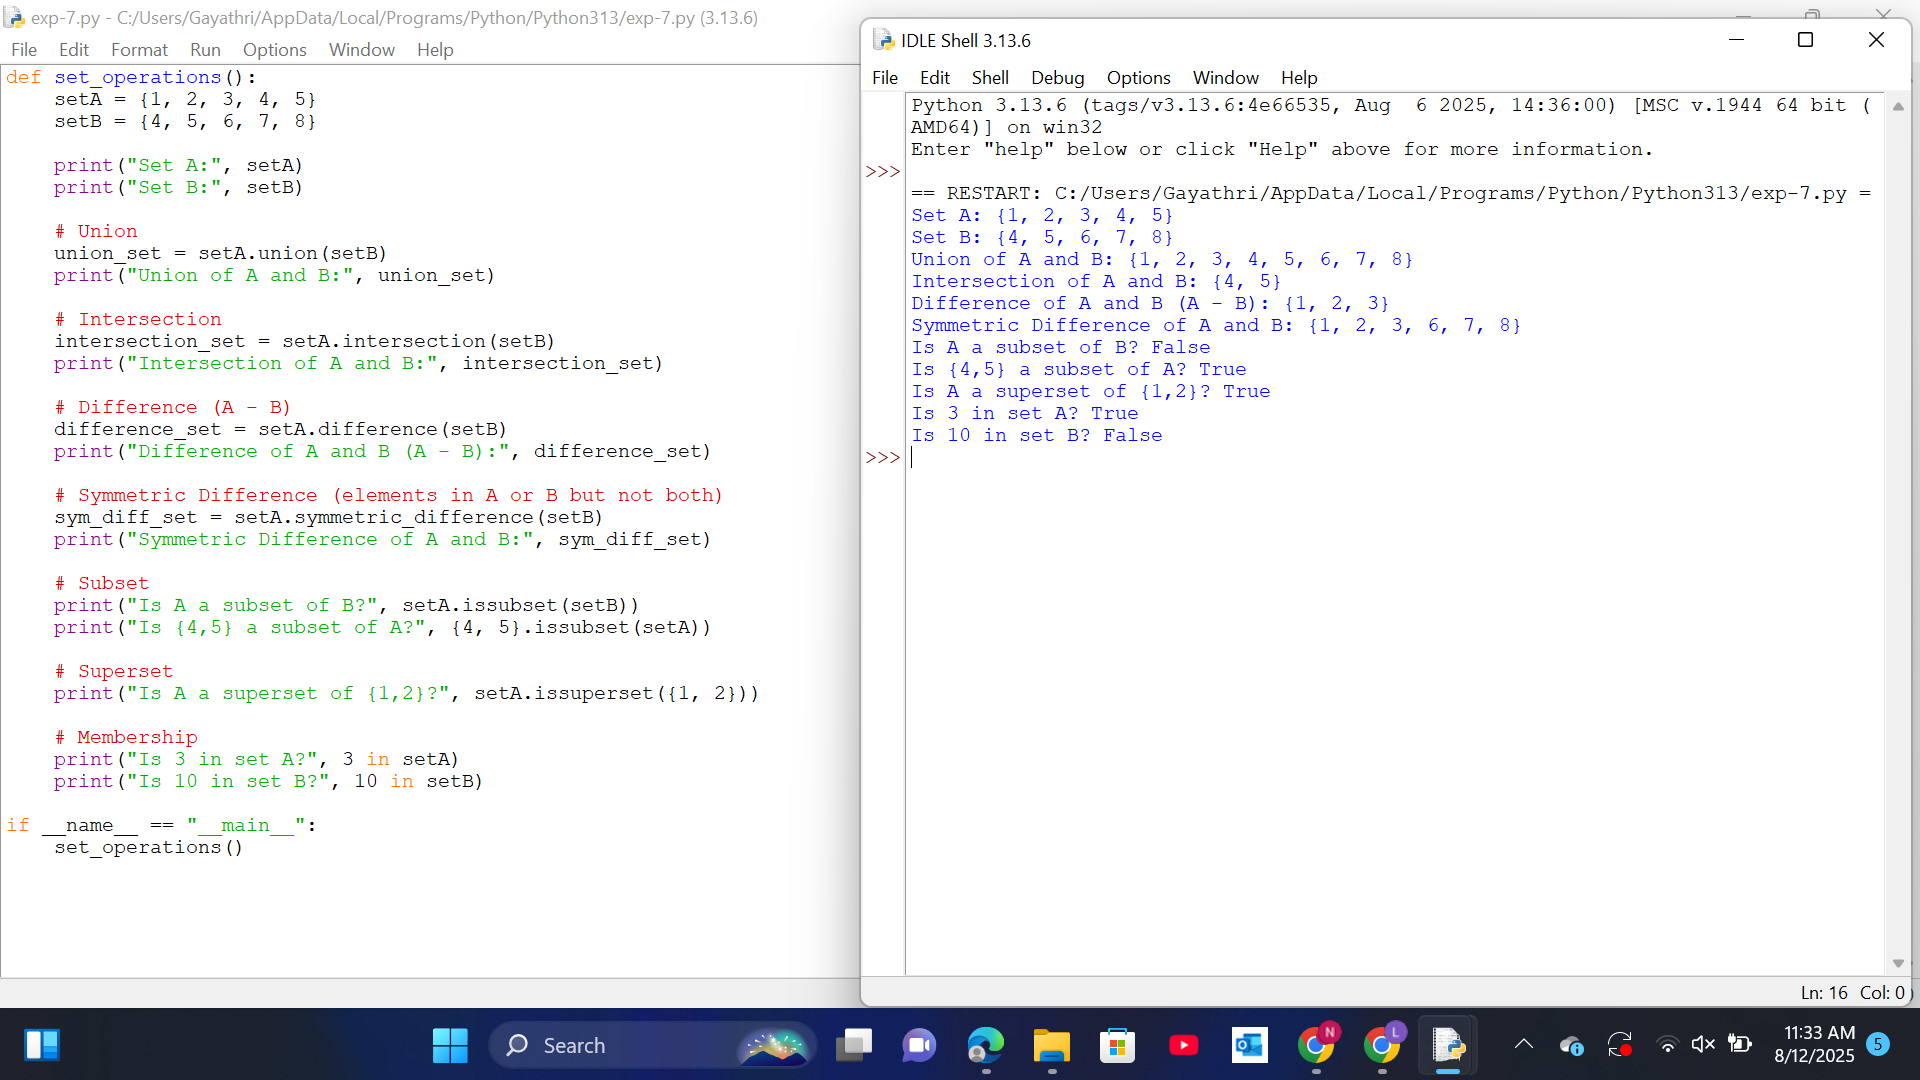 exp-7.py - C:/Users/Gayathri/AppData/Local/Programs/Python/Python313/exp-7.py (3.13.6)
File Edit Format Run Options Window Help
def set_operations():
    setA = {1, 2, 3, 4, 5}
    setB = {4, 5, 6, 7, 8}
    print("Set A:", setA)
    print("Set B:", setB)
    # Union
    union_set = setA.union(setB)
    print("Union of A and B:", union_set)
    # Intersection
    intersection_set = setA.intersection(setB)
    print("Intersection of A and B:", intersection_set)
    # Difference (A - B)
    difference_set = setA.difference(setB)
    print("Difference of A and B (A - B):", difference_set)
    # Symmetric Difference (elements in A or B but not both)
    sym_diff_set = setA.symmetric_difference(setB)
    print("Symmetric Difference of A and B:", sym_diff_set)
    # Subset
    print("Is A a subset of B?", setA.issubset(setB))
    print("Is {4,5} a subset of A?", {4, 5}.issubset(setA))
    # Superset
    print("Is A a superset of {1,2}?", setA.issuperset({1, 2}))
    # Membership
    print("Is 3 in set A?", 3 in setA)
    print("Is 10 in set B?", 10 in setB)
if __name__ == "__main__":
    set_operations()
IDLE Shell 3.13.6
File Edit Shell Debug Options Window Help
Python 3.13.6 (tags/v3.13.6:4e66535, Aug  6 2025, 14:36:00) [MSC v.1944 64 bit (
AMD64)] on win32
Enter "help" below or click "Help" above for more information.
>>>
== RESTART: C:/Users/Gayathri/AppData/Local/Programs/Python/Python313/exp-7.py =
Set A: {1, 2, 3, 4, 5}
Set B: {4, 5, 6, 7, 8}
Union of A and B: {1, 2, 3, 4, 5, 6, 7, 8}
Intersection of A and B: {4, 5}
Difference of A and B (A - B): {1, 2, 3}
Symmetric Difference of A and B: {1, 2, 3, 6, 7, 8}
Is A a subset of B? False
Is {4,5} a subset of A? True
Is A a superset of {1,2}? True
Is 3 in set A? True
Is 10 in set B? False
>>>
Ln: 16 Col: 0
Search
N
L
11:33 AM
8/12/2025
5